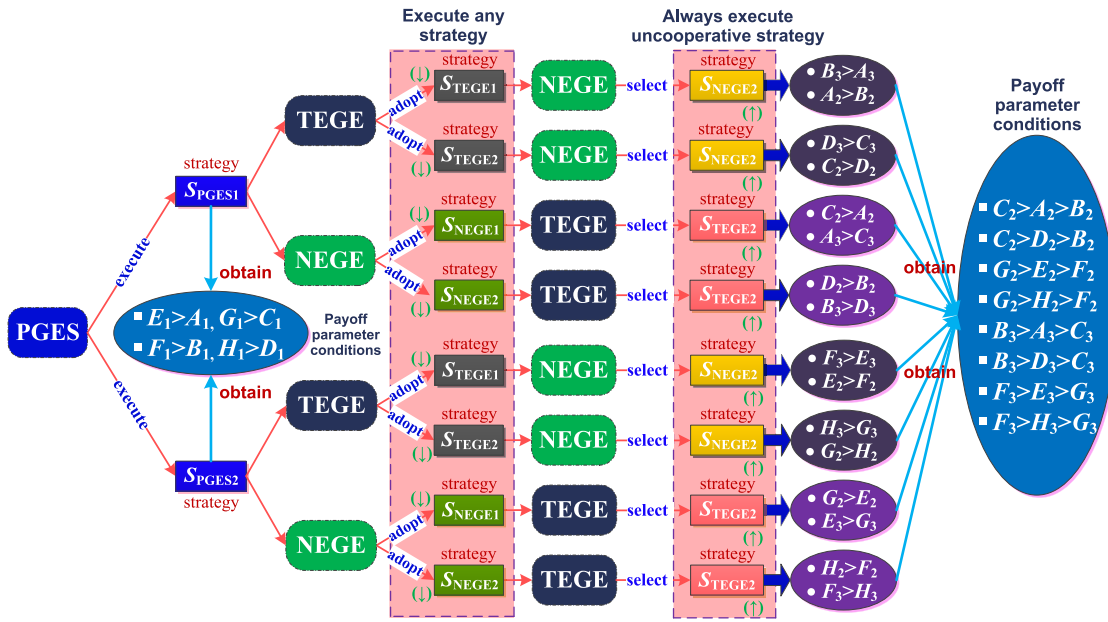 Execute any
strategy
Always execute
uncooperative strategy
Payoff
parameter
conditions
PGES
execute
execute
strategy
S_PGES1
obtain
E₁>A₁, G₁>C₁
F₁>B₁, H₁>D₁
Payoff
parameter
conditions
obtain
S_PGES2
strategy
TEGE
adopt
adopt
NEGE
adopt
adopt
TEGE
adopt
adopt
NEGE
adopt
adopt
strategy
(↓) S_TEGE1 NEGE select
strategy
S_NEGE2 (↑)
B₃>A₃
A₂>B₂
strategy
S_TEGE2 (↓) NEGE select
strategy
S_NEGE2 (↑)
D₃>C₃
C₂>D₂
strategy
(↓) S_NEGE1 TEGE select
strategy
S_TEGE2 (↑)
C₂>A₂
A₃>C₃
strategy
S_NEGE2 (↓) TEGE select
strategy
S_TEGE2 (↑)
D₂>B₂
B₃>D₃
strategy
(↓) S_TEGE1 NEGE select
strategy
S_NEGE2 (↑)
F₃>E₃
E₂>F₂
strategy
S_TEGE2 (↓) NEGE select
strategy
S_NEGE2 (↑)
H₃>G₃
G₂>H₂
strategy
(↓) S_NEGE1 TEGE select
strategy
S_TEGE2 (↑)
G₂>E₂
E₃>G₃
strategy
S_NEGE2 (↓) TEGE select
strategy
S_TEGE2 (↑)
H₂>F₂
F₃>H₃
obtain
obtain
C₂>A₂>B₂
C₂>D₂>B₂
G₂>E₂>F₂
G₂>H₂>F₂
B₃>A₃>C₃
B₃>D₃>C₃
F₃>E₃>G₃
F₃>H₃>G₃